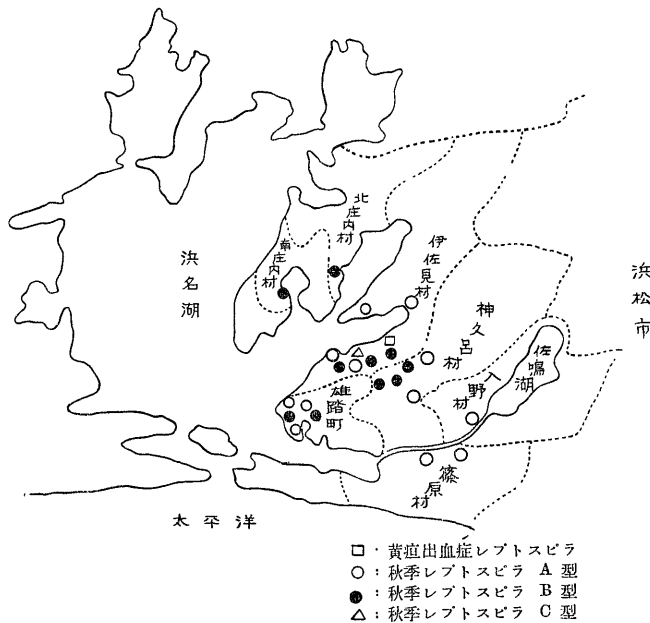 北庄内村
南庄内村
伊佐見村
浜名湖
浜松市
神久呂村
佐鳴湖
入野村
雄踏町
篠原村
太平洋
□・黄疸出血症レプトスピラ
○：秋季レプトスピラ A 型
●：秋季レプトスピラ B 型
△：秋季レプトスピラ C 型